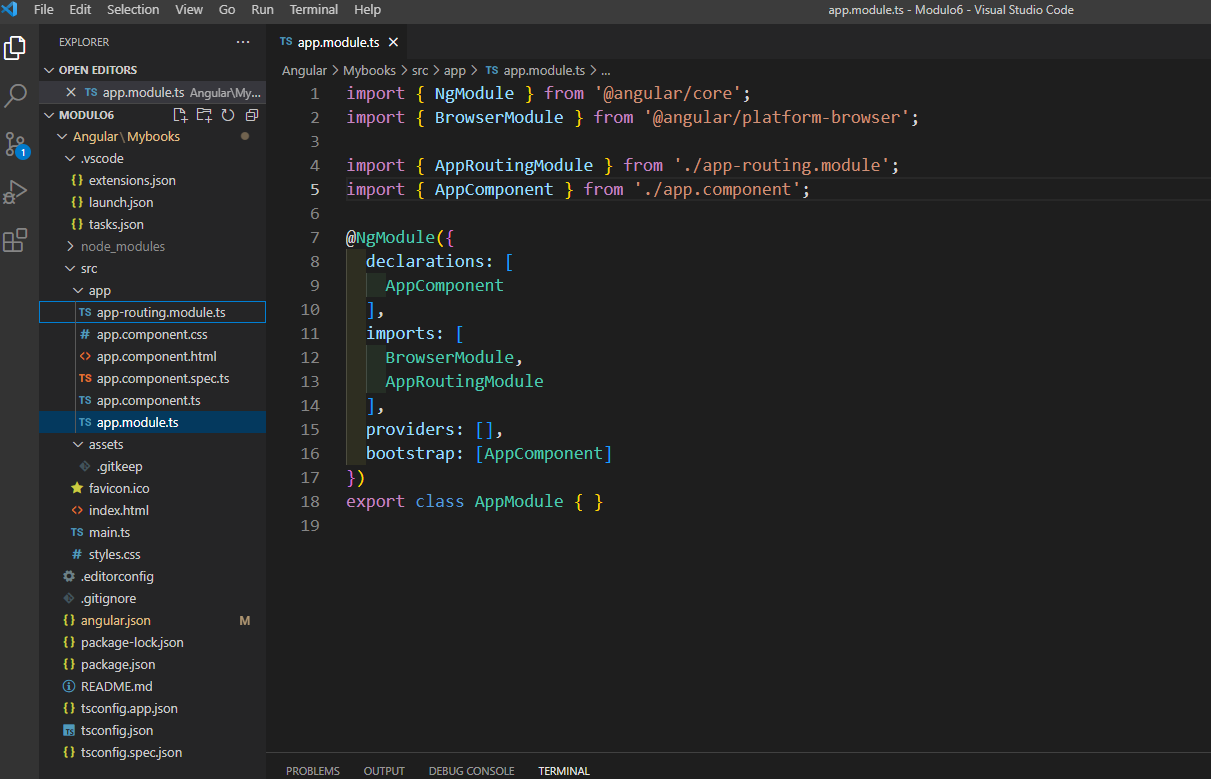 File Edit Selection View Go Run Terminal Help
app.module.ts - Modulo6 - Visual Studio Code
EXPLORER
OPEN EDITORS
TS app.module.ts Angular\My...
MODULO6
Angular\Mybooks
.vscode
{} extensions.json
{} launch.json
{} tasks.json
node_modules
src
app
TS app-routing.module.ts
# app.component.css
<> app.component.html
TS app.component.spec.ts
TS app.component.ts
TS app.module.ts
assets
.gitkeep
favicon.ico
<> index.html
TS main.ts
# styles.css
.editorconfig
.gitignore
{} angular.json M
{} package-lock.json
{} package.json
README.md
{} tsconfig.app.json
TS tsconfig.json
{} tsconfig.spec.json
1
TS app.module.ts
Angular > Mybooks > src > app > TS app.module.ts > ...
1 import { NgModule } from '@angular/core';
2 import { BrowserModule } from '@angular/platform-browser';
3
4 import { AppRoutingModule } from './app-routing.module';
5 import { AppComponent } from './app.component';
6
7 @NgModule({
8 declarations: [
9 AppComponent
10 ],
11 imports: [
12 BrowserModule,
13 AppRoutingModule
14 ],
15 providers: [],
16 bootstrap: [AppComponent]
17 })
18 export class AppModule { }
19
PROBLEMS OUTPUT DEBUG CONSOLE TERMINAL